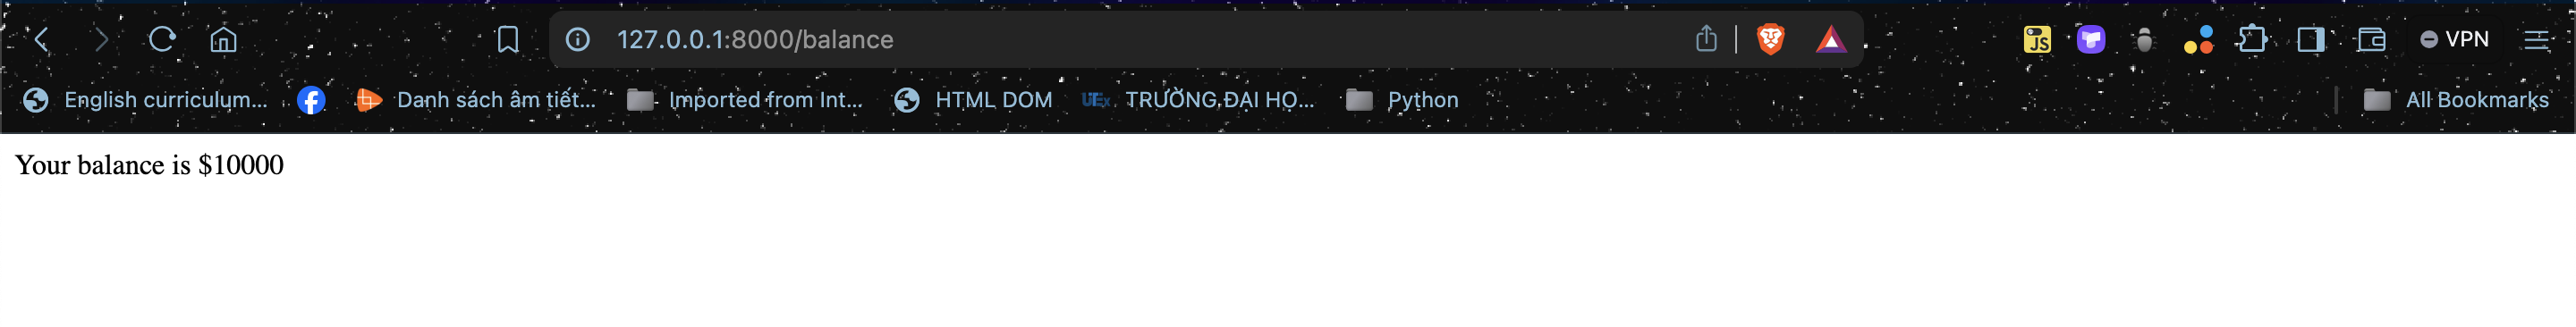 127.0.0.1:8000/balance
VPN
English curriculum...
Danh sách âm tiết...
Imported from Int...
HTML DOM
UEx TRƯỜNG ĐẠI HỌ...
Python
All Bookmarks
JS
Your balance is $10000